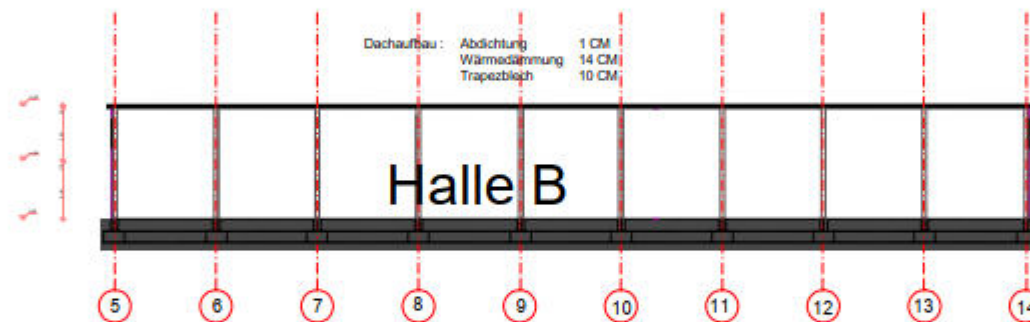 Dachaufbau : Abdichtung 1 CM
Wärmedämmung 14 CM
Trapezblech 10 CM
Halle B
5 6 7 8 9 10 11 12 13 14